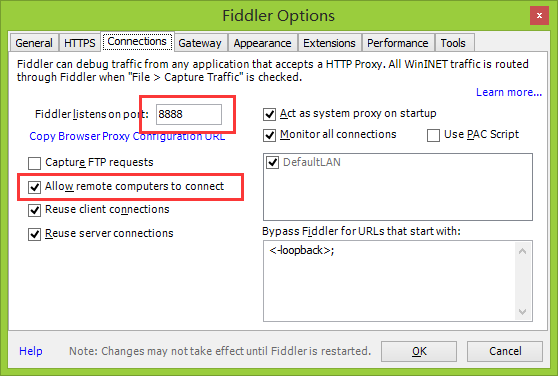 Fiddler Options
General HTTPS Connections Gateway Appearance Extensions Performance Tools
Fiddler can debug traffic from any application that accepts a HTTP Proxy. All WinINET traffic is routed
through Fiddler when "File > Capture Traffic" is checked.
Learn more...
Fiddler listens on port: 8888
Copy Browser Proxy Configuration URL
Capture FTP requests
Allow remote computers to connect
Reuse client connections
Reuse server connections
Act as system proxy on startup
Monitor all connections Use PAC Script
DefaultLAN
Bypass Fiddler for URLs that start with:
<-loopback>;
Help Note: Changes may not take effect until Fiddler is restarted. OK Cancel